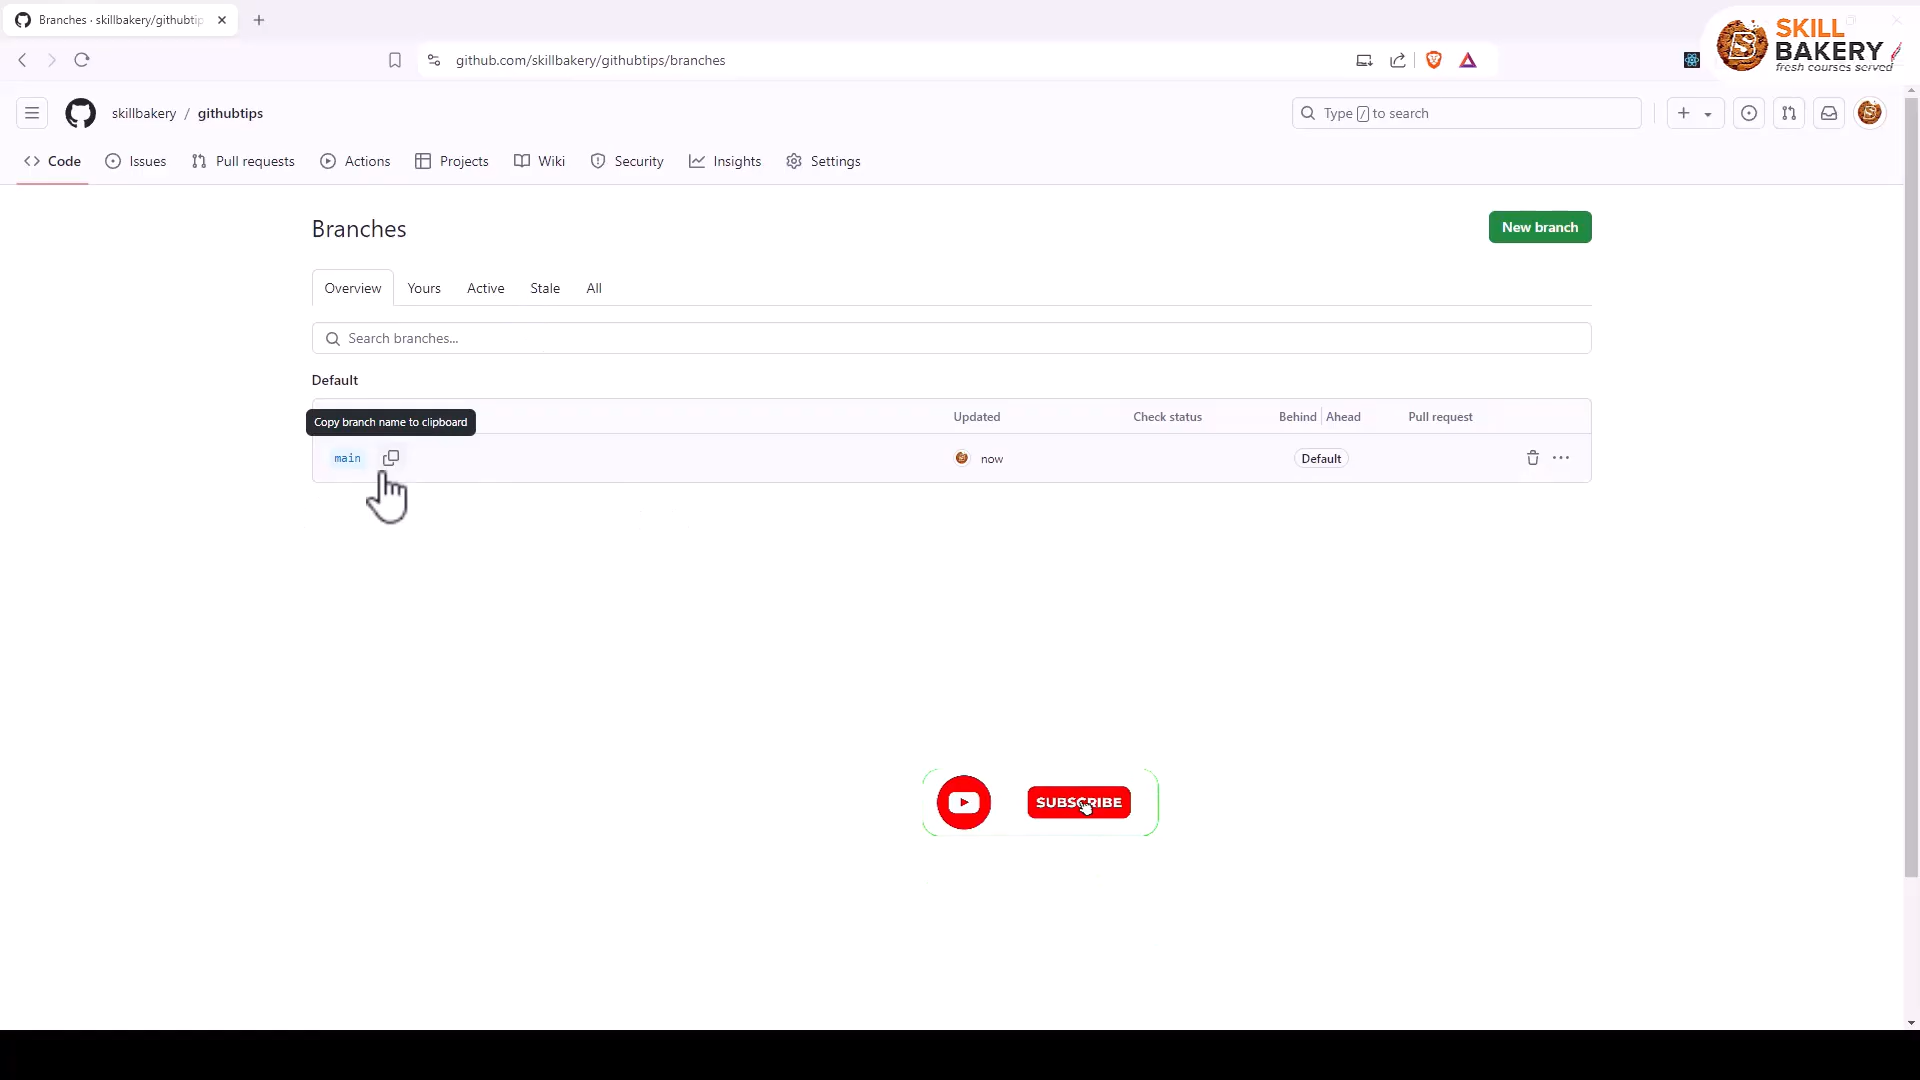 Branches · skillbakery/githubtip
SKILL
BAKERY
fresh courses served
github.com/skillbakery/githubtips/branches
skillbakery / githubtips
Type / to search
Code Issues Pull requests Actions Projects Wiki Security Insights Settings
Branches
New branch
Overview Yours Active Stale All
Search branches...
Default
Copy branch name to clipboard
Updated Check status Behind Ahead Pull request
main now Default
SUBSCRIBE